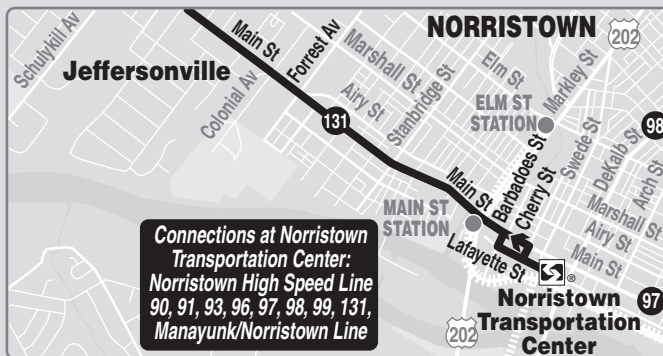 NORRISTOWN
202
Schulykill Av
Jeffersonville
Main St
Forrest Av
Colonial Av
Marshall St
Airy St
Stanbridge St
Elm St
Markley St
ELM ST
STATION
131
98
Barbadoes St
Cherry St
Swede St
DeKalb St
Arch St
Marshall St
Airy St
Main St
Main St
MAIN ST
STATION
Lafayette St
Connections at Norristown
Transportation Center:
Norristown High Speed Line
90, 91, 93, 96, 97, 98, 99, 131,
Manayunk/Norristown Line
®
202
Norristown
Transportation
Center
97